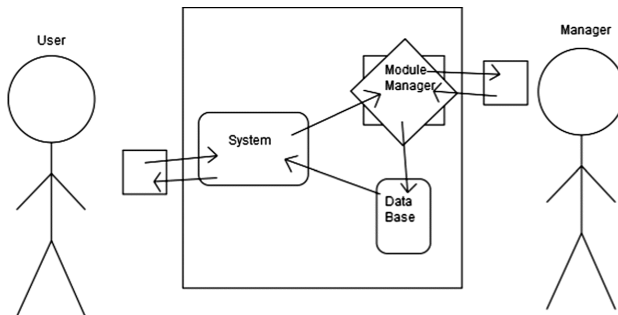 User
Manager
Module
Manager
System
Data
Base